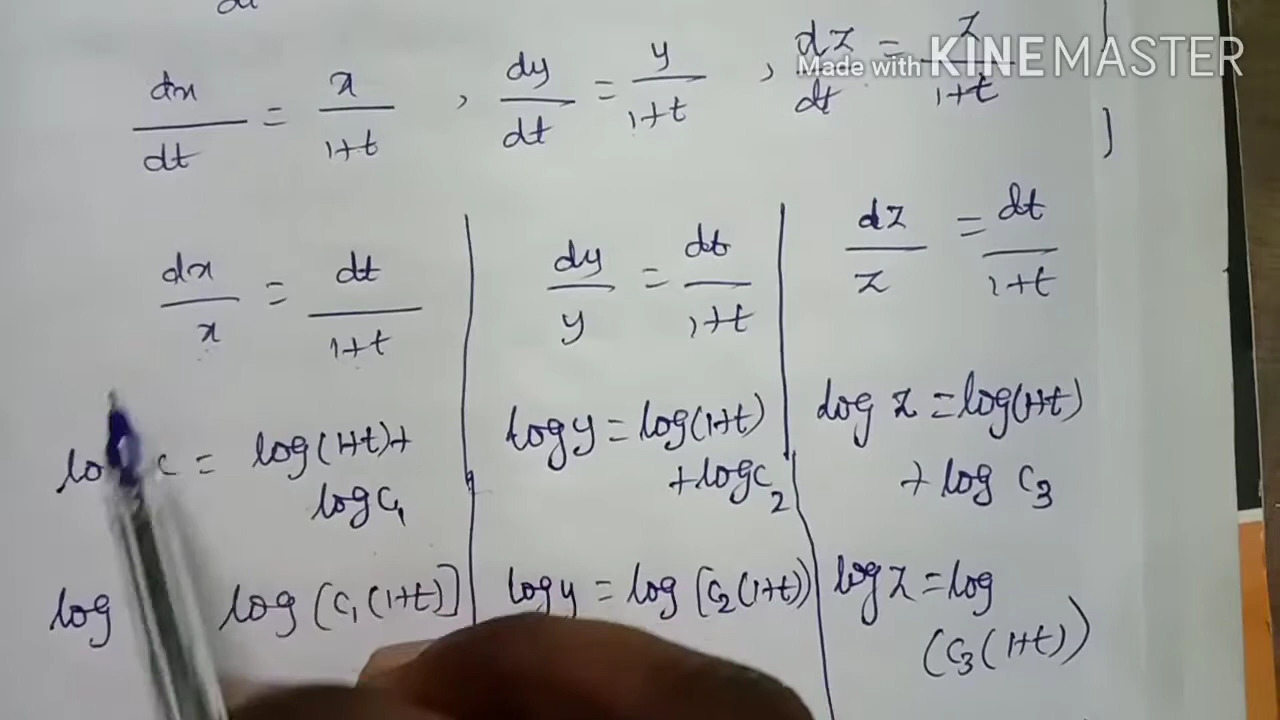 dx/dt = x/1+t , dy/dt = y/1+t , dz/dt = z/1+t
Made with KINEMASTER
dx/x = dt/1+t
log = log(1+t)+
log c₁
log log(c₁(1+t)]
dy/y = dt/1+t
log y = log(1+t)
+ log c₂
log y = log [c₂(1+t))
dz/z = dt/1+t
log z = log(1+t)
+ log c₃
log z = log
(c₃(1+t))